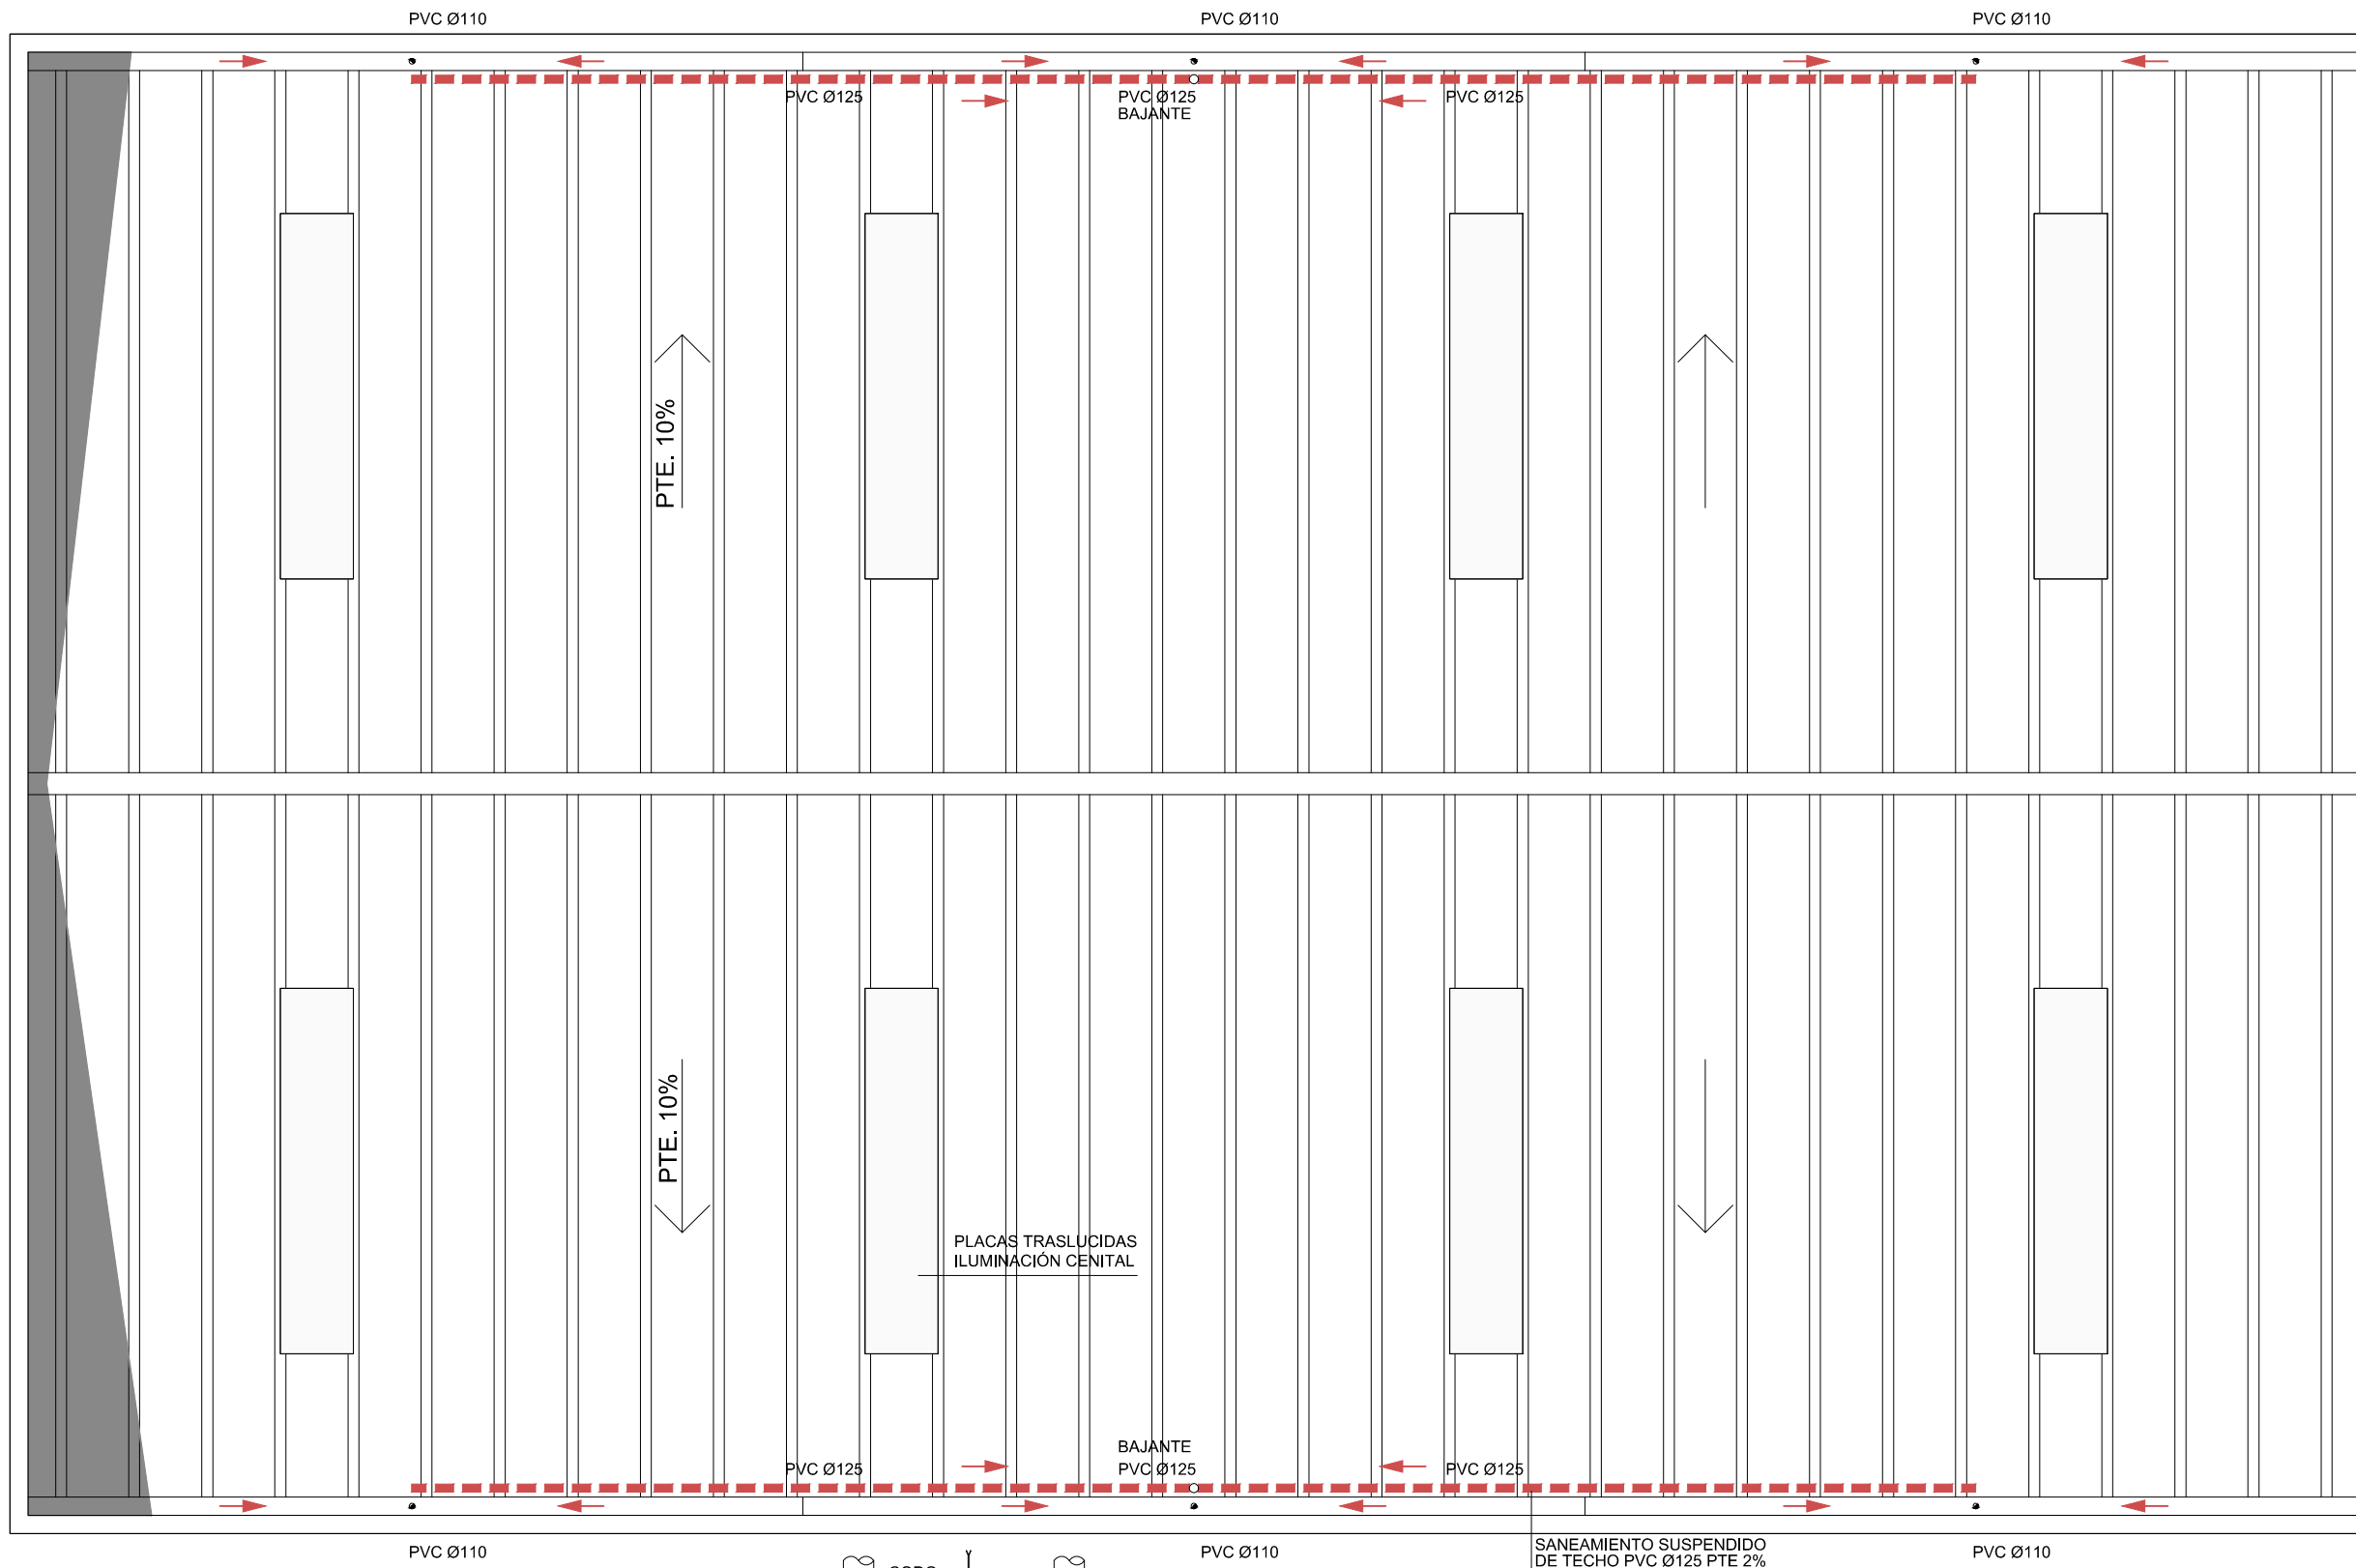 PVC Ø110
PVC Ø110
PVC Ø110
PVC Ø125
PVC Ø125
BAJANTE
PVC Ø125
PTE. 10%
PTE. 10%
PLACAS TRASLUCIDAS
ILUMINACIÓN CENITAL
BAJANTE
PVC Ø125
PVC Ø125
PVC Ø125
SANEAMIENTO SUSPENDIDO
DE TECHO PVC Ø125 PTE 2%
PVC Ø110
PVC Ø110
PVC Ø110